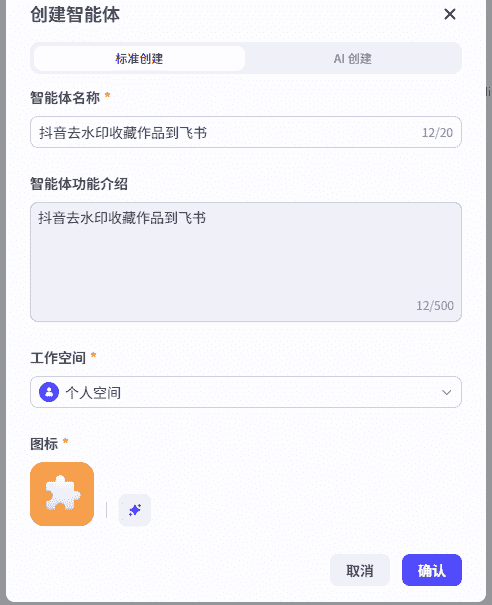 创建智能体
标准创建
AI 创建
智能体名称 *
抖音去水印收藏作品到飞书
12/20
智能体功能介绍
抖音去水印收藏作品到飞书
12/500
工作空间 *
个人空间
图标 *
取消
确认